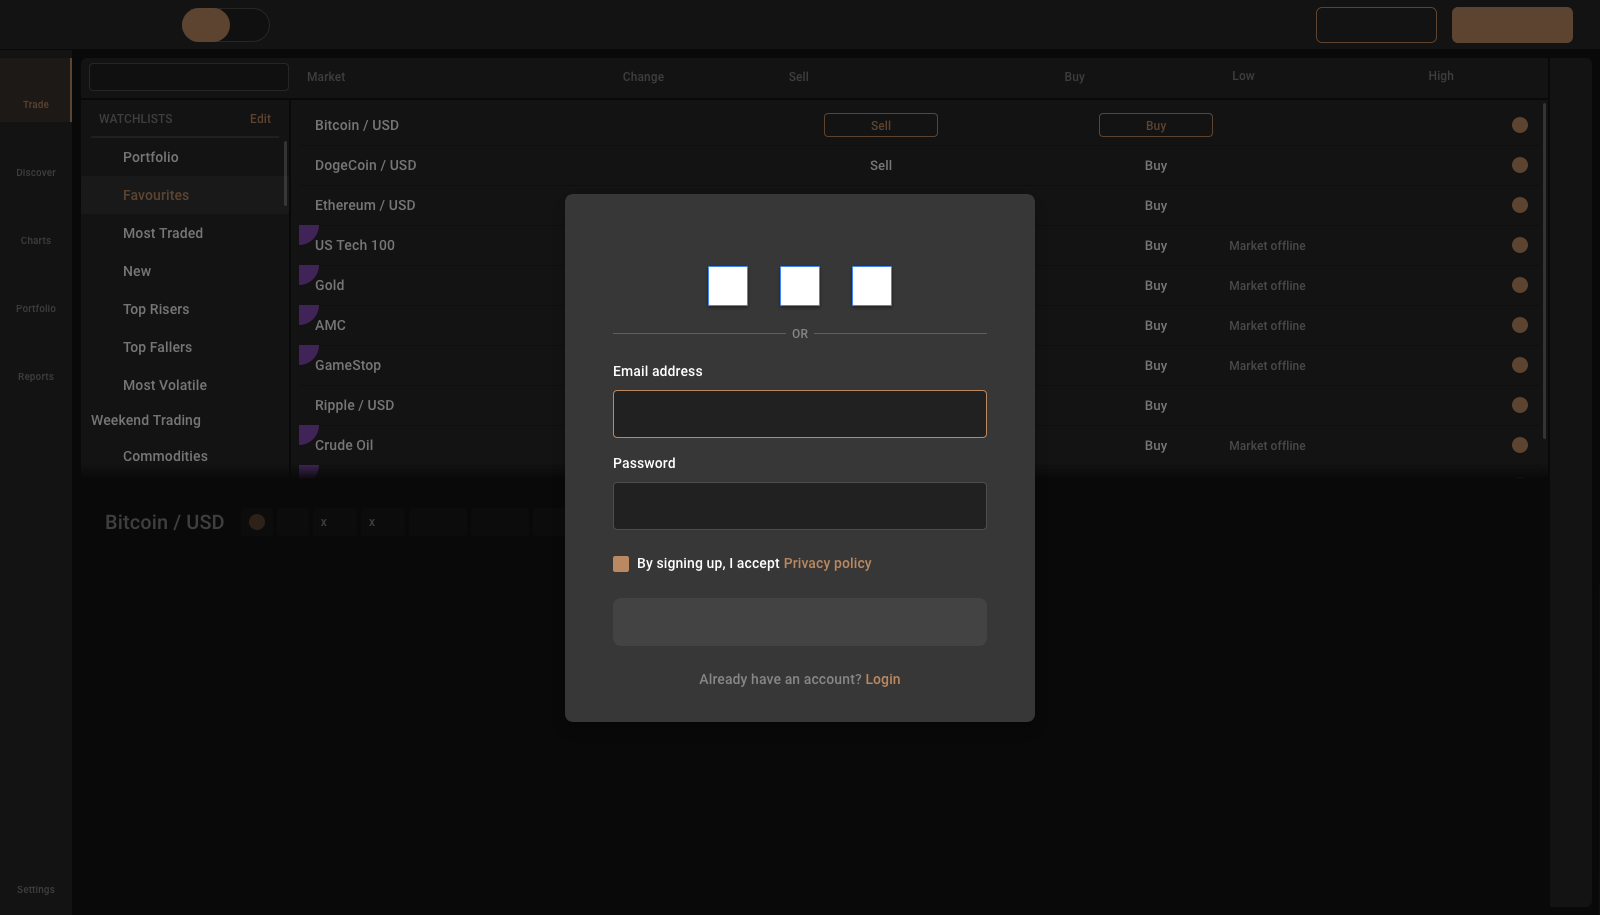 Market Change Sell Buy Low High
Trade
Discover
Charts
Portfolio
Reports
Settings
WATCHLISTS Edit
Portfolio
Favourites
Most Traded
New
Top Risers
Top Fallers
Most Volatile
Weekend Trading
Commodities
Bitcoin / USD Sell Buy
DogeCoin / USD Sell Buy
Ethereum / USD Buy
US Tech 100 Buy Market offline
Gold Buy Market offline
AMC Buy Market offline
GameStop Buy Market offline
Ripple / USD Buy
Crude Oil Buy Market offline
Bitcoin / USD x x
OR
Email address
Password
By signing up, I accept Privacy policy
Already have an account? Login